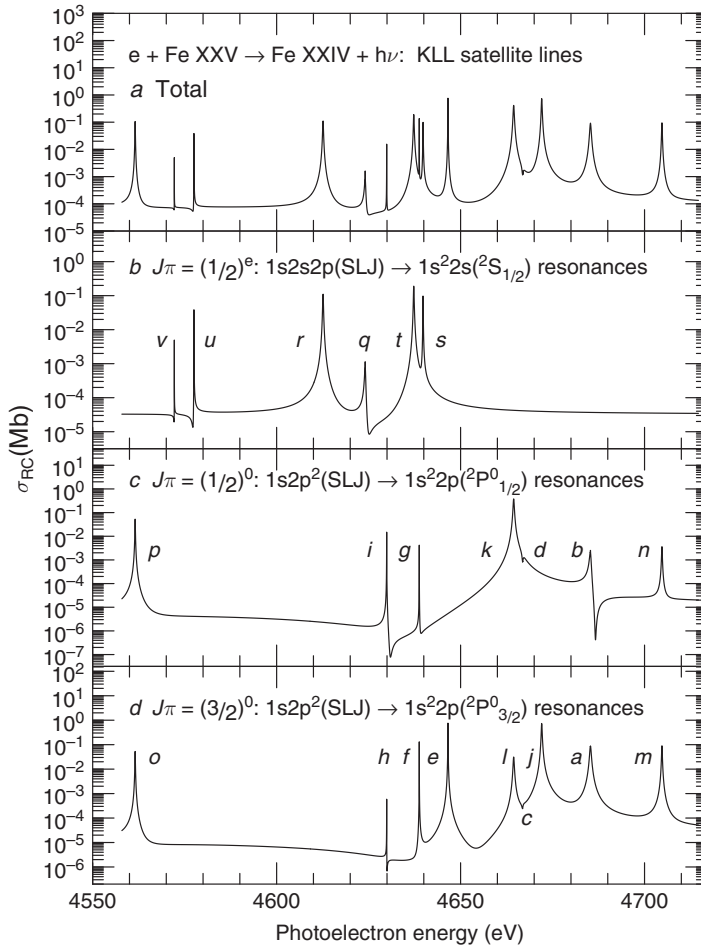 10³
10²
10¹
e + Fe XXV → Fe XXIV + hν: KLL satellite lines
10⁰
a Total
10⁻¹
10⁻²
10⁻³
10⁻⁴
10⁻⁵
b Jπ = (1/2)ᵉ: 1s2s2p(SLJ) → 1s²2s(²S₁/₂) resonances
10⁰
10⁻¹
10⁻²
v u r q t s
10⁻³
10⁻⁴
10⁻⁵
σRC(Mb)
10¹
c Jπ = (1/2)⁰: 1s2p²(SLJ) → 1s²2p(²P⁰₁/₂) resonances
10⁰
10⁻¹
10⁻²
p i g k d b n
10⁻³
10⁻⁴
10⁻⁵
10⁻⁶
10⁻⁷
10²
10¹
d Jπ = (3/2)⁰: 1s2p²(SLJ) → 1s²2p(²P⁰₃/₂) resonances
10⁰
10⁻¹
o h f e l j a m
10⁻²
10⁻³
c
10⁻⁴
10⁻⁵
10⁻⁶
4550 4600 4650 4700
Photoelectron energy (eV)